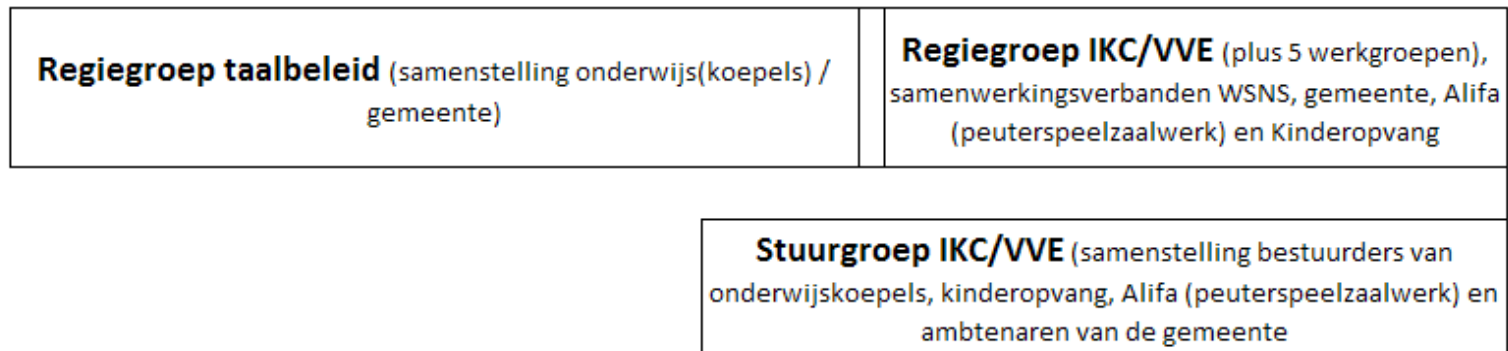 Regiegroep taalbeleid (samenstelling onderwijs(koepels) /
gemeente)
Regiegroep IKC/VVE (plus 5 werkgroepen),
samenwerkingsverbanden WSNS, gemeente, Alifa
(peuterspeelzaalwerk) en Kinderopvang
Stuurgroep IKC/VVE (samenstelling bestuurders van
onderwijskoepels, kinderopvang, Alifa (peuterspeelzaalwerk) en
ambtenaren van de gemeente